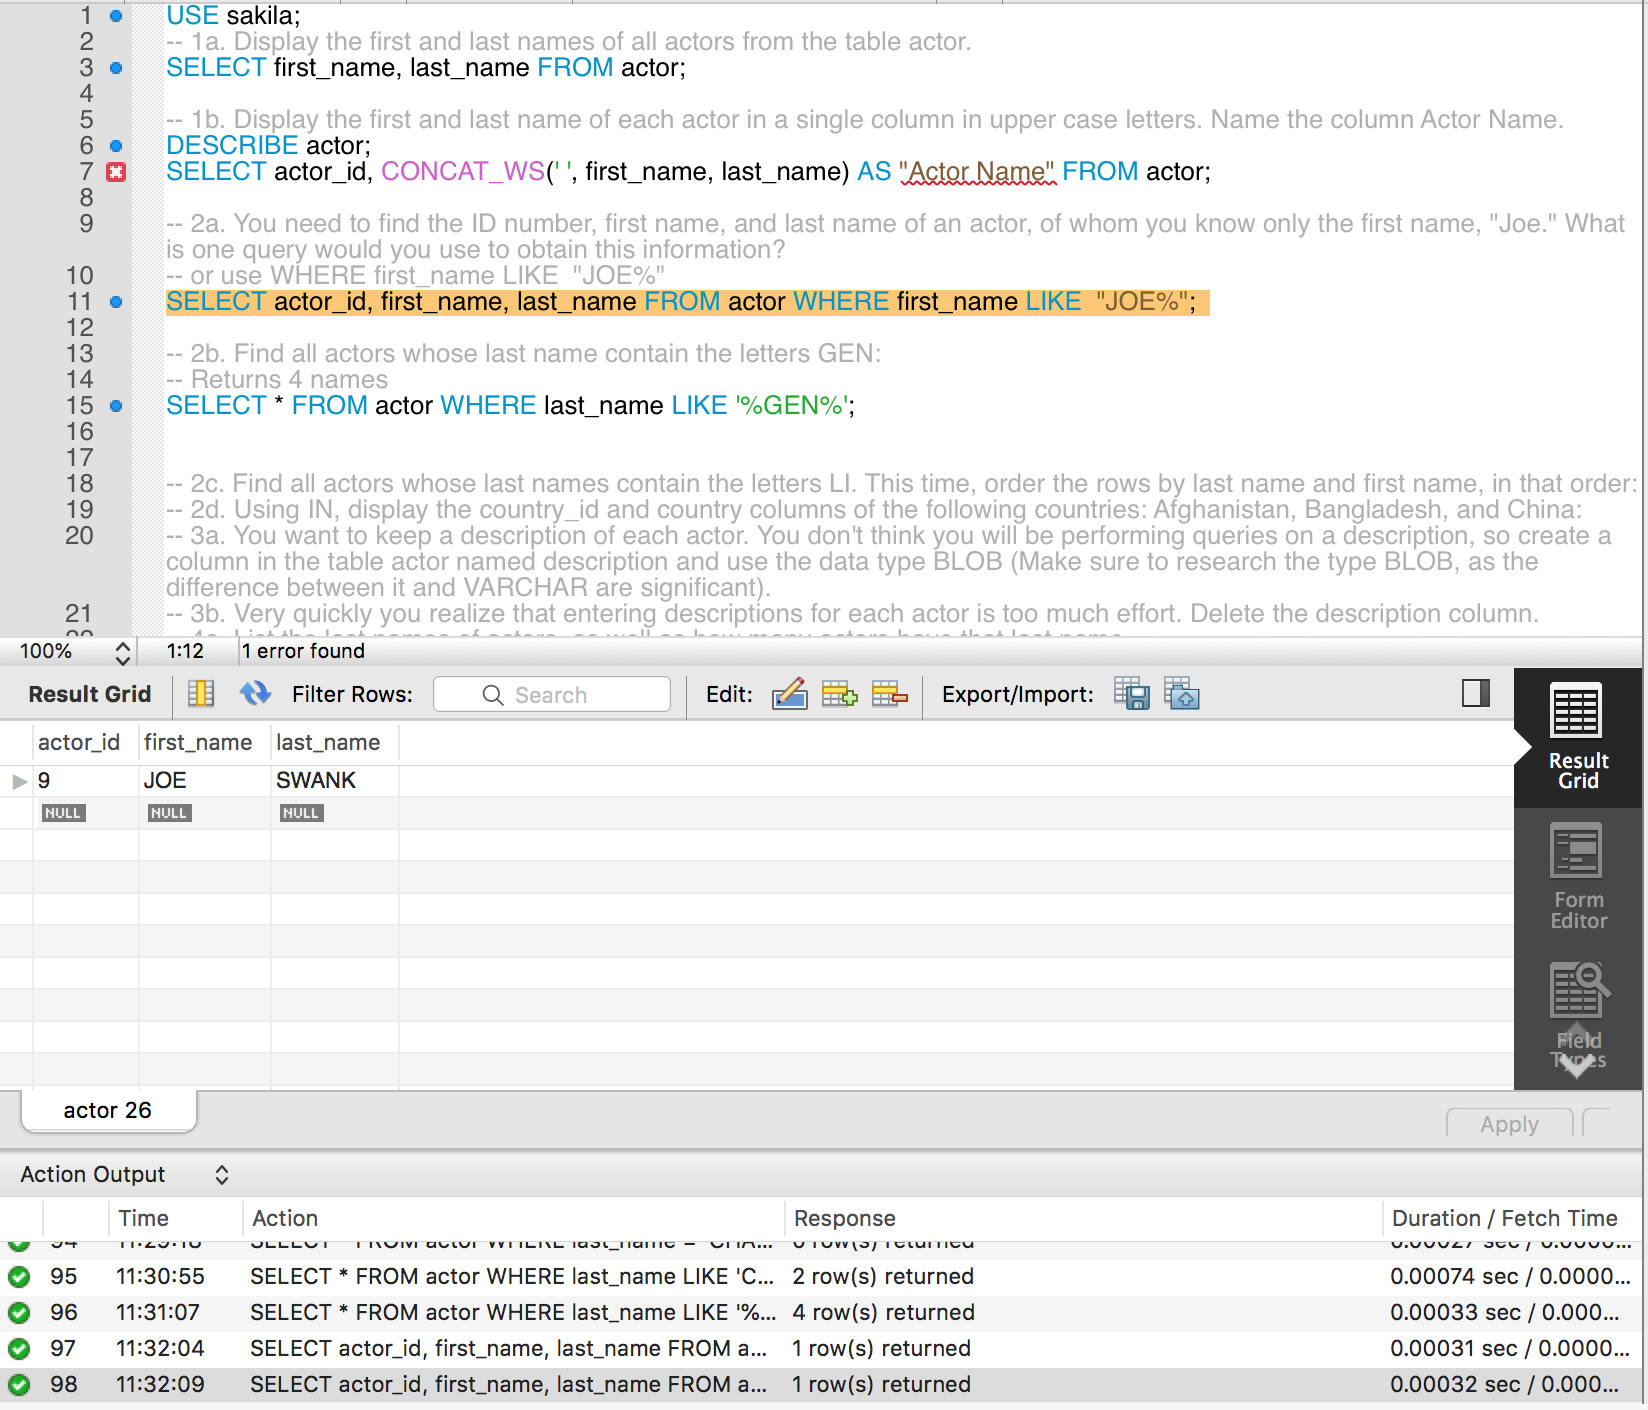 1 USE sakila;
2 -- 1a. Display the first and last names of all actors from the table actor.
3 SELECT first_name, last_name FROM actor;
4
5 -- 1b. Display the first and last name of each actor in a single column in upper case letters. Name the column Actor Name.
6 DESCRIBE actor;
7 SELECT actor_id, CONCAT_WS(' ', first_name, last_name) AS "Actor Name" FROM actor;
8
9 -- 2a. You need to find the ID number, first name, and last name of an actor, of whom you know only the first name, "Joe." What
is one query would you use to obtain this information?
10 -- or use WHERE first_name LIKE  "JOE%"
11 SELECT actor_id, first_name, last_name FROM actor WHERE first_name LIKE  "JOE%";
12
13 -- 2b. Find all actors whose last name contain the letters GEN:
14 -- Returns 4 names
15 SELECT * FROM actor WHERE last_name LIKE '%GEN%';
16
17
18 -- 2c. Find all actors whose last names contain the letters LI. This time, order the rows by last name and first name, in that order:
19 -- 2d. Using IN, display the country_id and country columns of the following countries: Afghanistan, Bangladesh, and China:
20 -- 3a. You want to keep a description of each actor. You don't think you will be performing queries on a description, so create a
column in the table actor named description and use the data type BLOB (Make sure to research the type BLOB, as the
difference between it and VARCHAR are significant).
21 -- 3b. Very quickly you realize that entering descriptions for each actor is too much effort. Delete the description column.
100% 1:12 1 error found
Result Grid Filter Rows: Search Edit: Export/Import:
actor_id first_name last_name
9 JOE SWANK
NULL NULL NULL
Result
Grid
Form
Editor
Field
Types
actor 26
Apply
Action Output
Time Action Response Duration / Fetch Time
95 11:30:55 SELECT * FROM actor WHERE last_name LIKE 'C... 2 row(s) returned 0.00074 sec / 0.0000...
96 11:31:07 SELECT * FROM actor WHERE last_name LIKE '%... 4 row(s) returned 0.00033 sec / 0.000...
97 11:32:04 SELECT actor_id, first_name, last_name FROM a... 1 row(s) returned 0.00031 sec / 0.0000...
98 11:32:09 SELECT actor_id, first_name, last_name FROM a... 1 row(s) returned 0.00032 sec / 0.000...